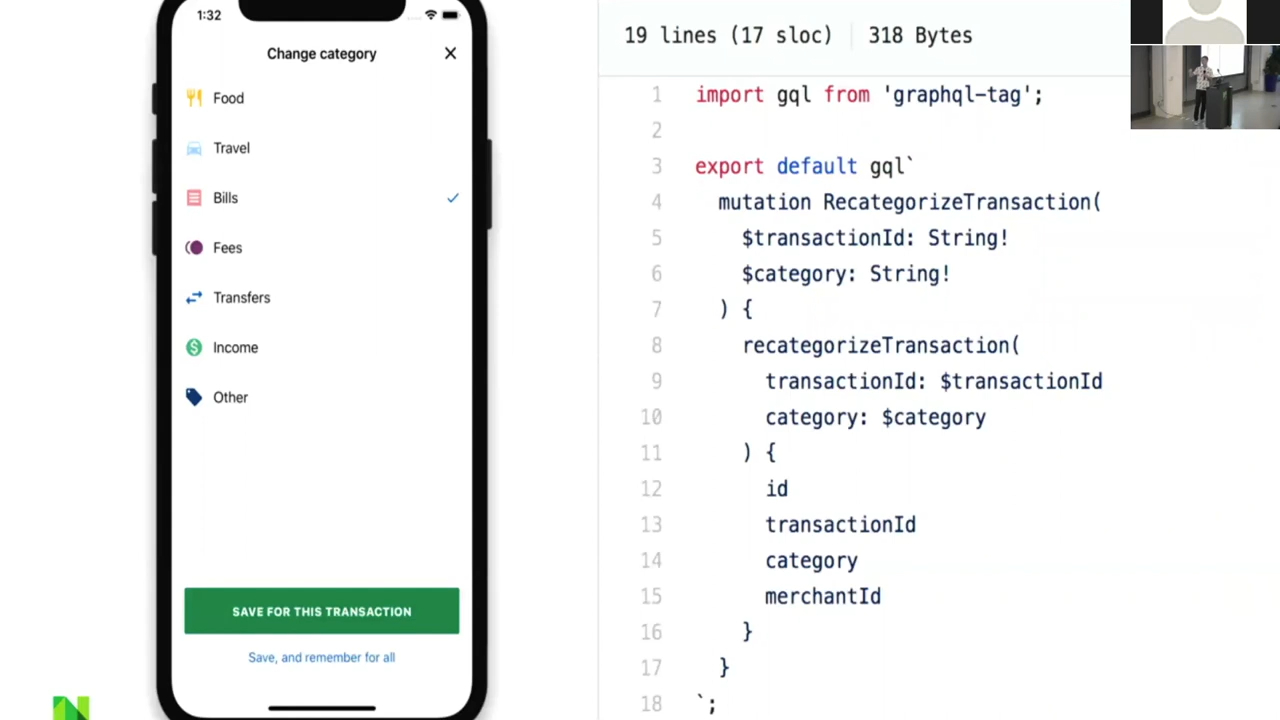 1:32
Change category
Food
Travel
Bills
Fees
Transfers
Income
Other
SAVE FOR THIS TRANSACTION
Save, and remember for all
N
19 lines (17 sloc) 318 Bytes
1 import gql from 'graphql-tag';
2
3 export default gql`
4 mutation RecategorizeTransaction(
5 $transactionId: String!
6 $category: String!
7 ) {
8 recategorizeTransaction(
9 transactionId: $transactionId
10 category: $category
11 ) {
12 id
13 transactionId
14 category
15 merchantId
16 }
17 }
18 `;